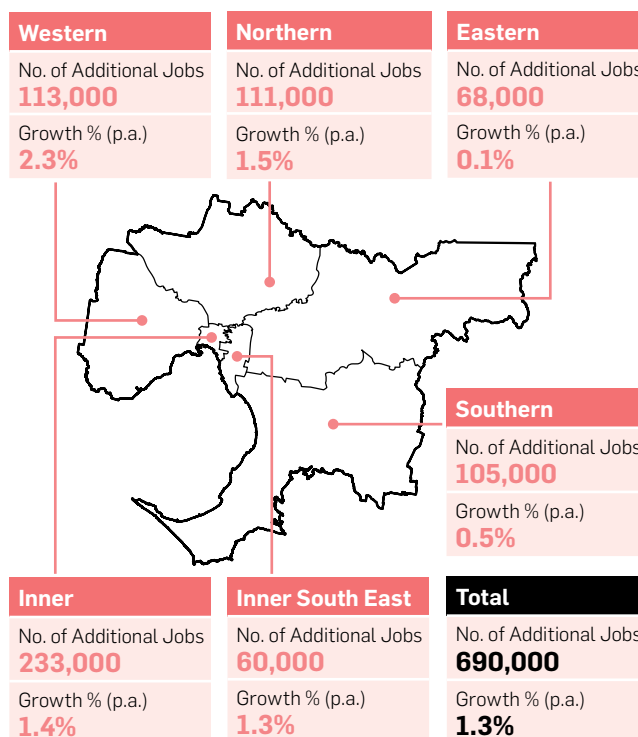 Western
No. of Additional Jobs
113,000
Growth % (p.a.)
2.3%
Northern
No. of Additional Jobs
111,000
Growth % (p.a.)
1.5%
Eastern
No. of Additional Jobs
68,000
Growth % (p.a.)
0.1%
Southern
No. of Additional Jobs
105,000
Growth % (p.a.)
0.5%
Inner
No. of Additional Jobs
233,000
Growth % (p.a.)
1.4%
Inner South East
No. of Additional Jobs
60,000
Growth % (p.a.)
1.3%
Total
No. of Additional Jobs
690,000
Growth % (p.a.)
1.3%